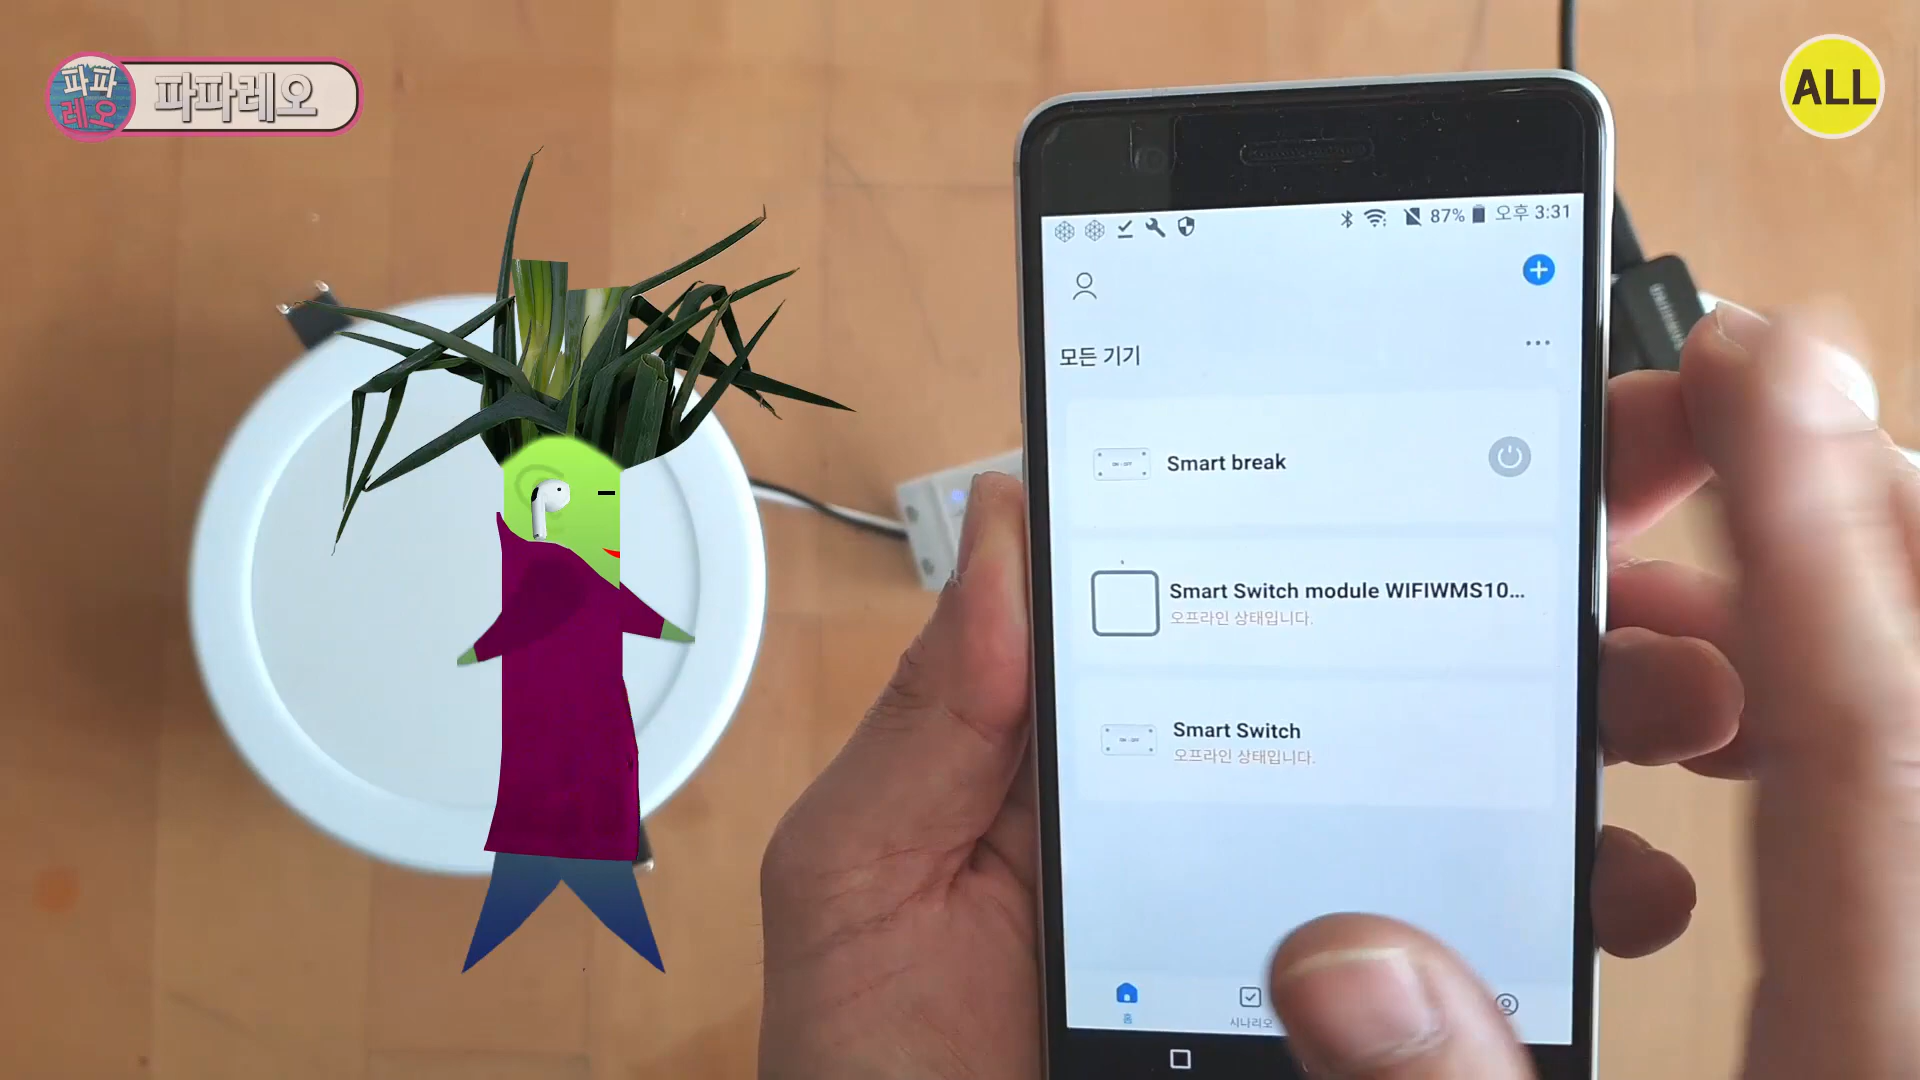 파파
레오
파파레오
ALL
87% 오후 3:31
모든 기기
Smart break
Smart Switch module WIFIWMS10...
오프라인 상태입니다.
Smart Switch
오프라인 상태입니다.
홈
시나리오